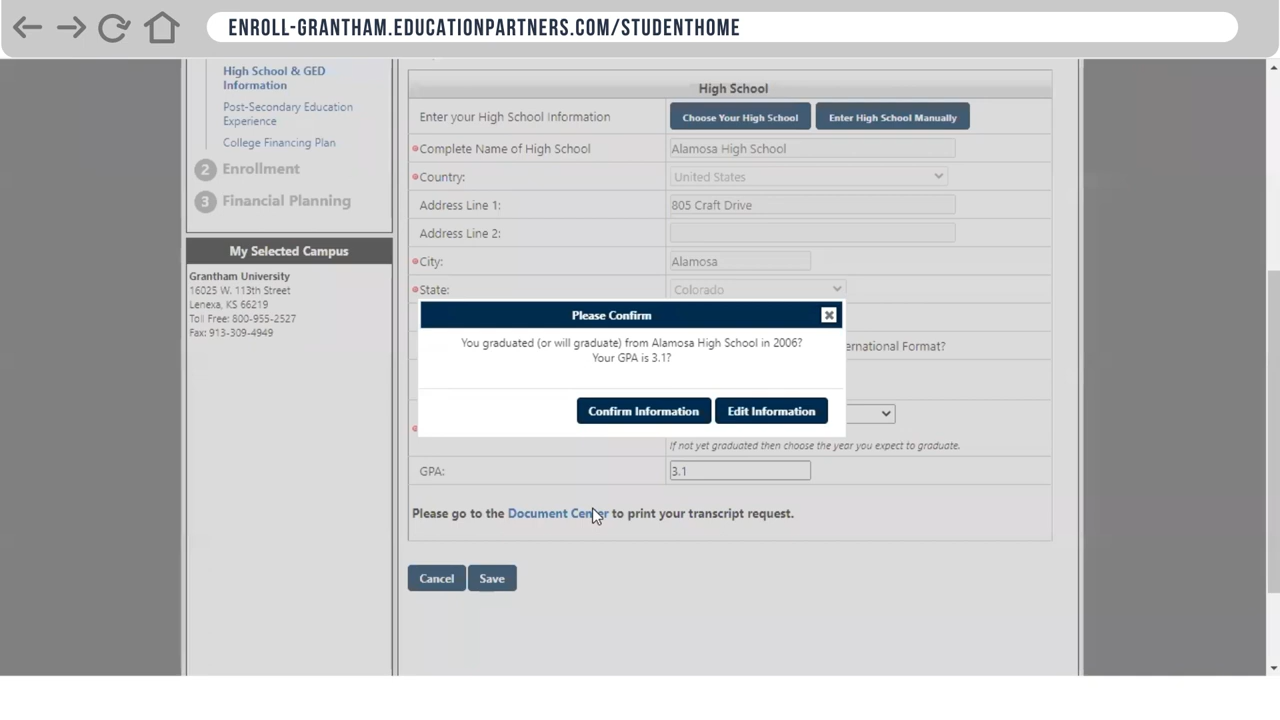 ENROLL-GRANTHAM.EDUCATIONPARTNERS.COM/STUDENTHOME
High School & GED
Information
Post-Secondary Education
Experience
College Financing Plan
2 Enrollment
3 Financial Planning
My Selected Campus
Grantham University
16025 W. 113th Street
Lenexa, KS 66219
Toll Free: 800-955-2527
Fax: 913-309-4949
High School
Enter your High School Information Choose Your High School Enter High School Manually
Complete Name of High School Alamosa High School
Country: United States
Address Line 1: 805 Craft Drive
Address Line 2:
City: Alamosa
State: Colorado
Please Confirm
You graduated (or will graduate) from Alamosa High School in 2006?
Your GPA is 3.1?
Confirm Information Edit Information
Format?
If not yet graduated then choose the year you expect to graduate.
GPA: 3.1
Please go to the Document Center to print your transcript request.
Cancel Save